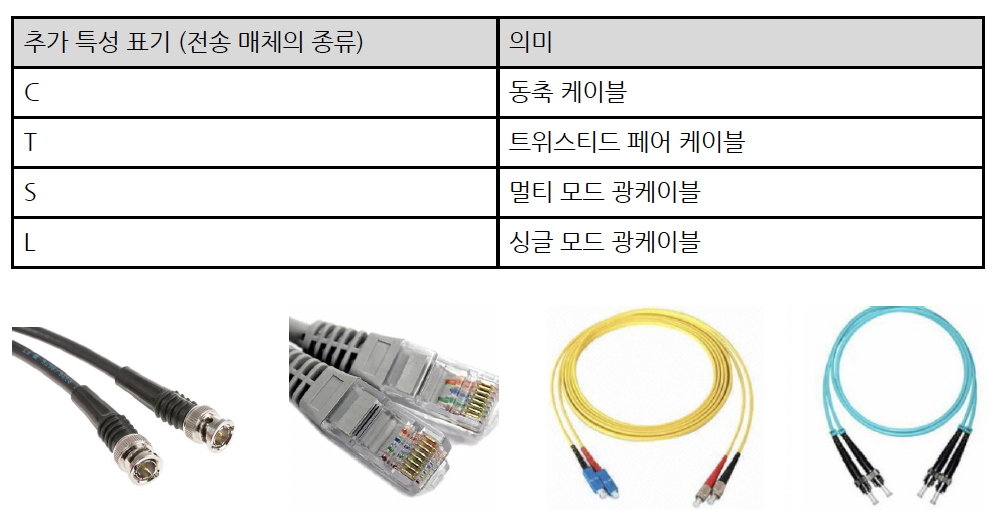 추가 특성 표기 (전송 매체의 종류)
의미
C
동축 케이블
T
트위스티드 페어 케이블
S
멀티 모드 광케이블
L
싱글 모드 광케이블